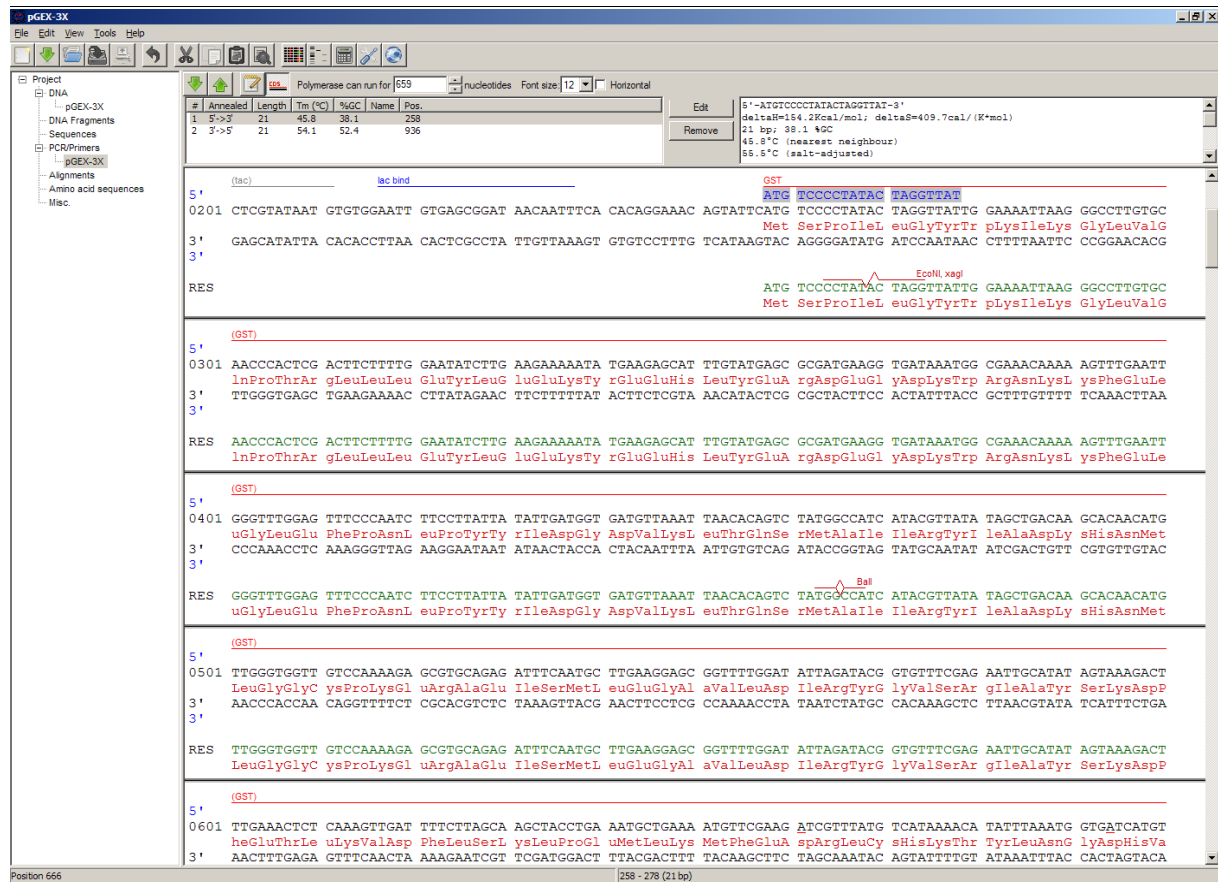 pGEX-3X
File Edit View Tools Help
Project
DNA
pGEX-3X
DNA Fragments
Sequences
PCR/Primers
pGEX-3X
Alignments
Amino acid sequences
Misc.
CDS Polymerase can run for 659 nucleotides Font size: 12 Horizontal
# Annealed Length Tm (°C) %GC Name Pos.
1 5'->3' 21 45.8 38.1 258
2 3'->5' 21 54.1 52.4 936
Edit
Remove
5'-ATGTCCCCTATACTAGGTTAT-3'
deltaH=154.2Kcal/mol; deltaS=409.7cal/(K*mol)
21 bp; 38.1 %GC
45.8°C (nearest neighbour)
55.5°C (salt-adjusted)
(tac) lac bind GST
5' ATG TCCCCTATAC TAGGTTAT
0201 CTCGTATAAT GTGTGGAATT GTGAGCGGAT AACAATTTCA CACAGGAAAC AGTATTCATG TCCCCTATAC TAGGTTATTG GAAAATTAAG GGCCTTGTGC
Met SerProIleL euGlyTyrTr pLysIleLys GlyLeuValG
3' GAGCATATTA CACACCTTAA CACTCGCCTA TTGTTAAAGT GTGTCCTTTG TCATAAGTAC AGGGGATATG ATCCAATAAC CTTTTAATTC CCGGAACACG
3'
EcoNI, xagI
RES ATG TCCCCTATAC TAGGTTATTG GAAAATTAAG GGCCTTGTGC
Met SerProIleL euGlyTyrTr pLysIleLys GlyLeuValG
(GST)
5'
0301 AACCCACTCG ACTTCTTTTG GAATATCTTG AAGAAAAATA TGAAGAGCAT TTGTATGAGC GCGATGAAGG TGATAAATGG CGAAACAAAA AGTTTGAATT
lnProThrAr gLeuLeuLeu GluTyrLeuG luGluLysTy rGluGluHis LeuTyrGluA rgAspGluGl yAspLysTrp ArgAsnLysL ysPheGluLe
3' TTGGGTGAGC TGAAGAAAAC CTTATAGAAC TTCTTTTTAT ACTTCTCGTA AACATACTCG CGCTACTTCC ACTATTTACC GCTTTGTTTT TCAAACTTAA
3'
RES AACCCACTCG ACTTCTTTTG GAATATCTTG AAGAAAAATA TGAAGAGCAT TTGTATGAGC GCGATGAAGG TGATAAATGG CGAAACAAAA AGTTTGAATT
lnProThrAr gLeuLeuLeu GluTyrLeuG luGluLysTy rGluGluHis LeuTyrGluA rgAspGluGl yAspLysTrp ArgAsnLysL ysPheGluLe
(GST)
5'
0401 GGGTTTGGAG TTTCCCAATC TTCCTTATTA TATTGATGGT GATGTTAAAT TAACACAGTC TATGGCCATC ATACGTTATA TAGCTGACAA GCACAACATG
uGlyLeuGlu PheProAsnL euProTyrTy rIleAspGly AspValLysL euThrGlnSe rMetAlaIle IleArgTyrI leAlaAspLy sHisAsnMet
3' CCCAAACCTC AAAGGGTTAG AAGGAATAAT ATAACTACCA CTACAATTTA ATTGTGTCAG ATACCGGTAG TATGCAATAT ATCGACTGTT CGTGTTGTAC
3'
BalI
RES GGGTTTGGAG TTTCCCAATC TTCCTTATTA TATTGATGGT GATGTTAAAT TAACACAGTC TATGGCCATC ATACGTTATA TAGCTGACAA GCACAACATG
uGlyLeuGlu PheProAsnL euProTyrTy rIleAspGly AspValLysL euThrGlnSe rMetAlaIle IleArgTyrI leAlaAspLy sHisAsnMet
(GST)
5'
0501 TTGGGTGGTT GTCCAAAAGA GCGTGCAGAG ATTTCAATGC TTGAAGGAGC GGTTTTGGAT ATTAGATACG GTGTTTCGAG AATTGCATAT AGTAAAGACT
LeuGlyGlyC ysProLysGl uArgAlaGlu IleSerMetL euGluGlyAl aValLeuAsp IleArgTyrG lyValSerAr gIleAlaTyr SerLysAspP
3' AACCCACCAA CAGGTTTTCT CGCACGTCTC TAAAGTTACG AACTTCCTCG CCAAAACCTA TAATCTATGC CACAAAGCTC TTAACGTATA TCATTTCTGA
3'
RES TTGGGTGGTT GTCCAAAAGA GCGTGCAGAG ATTTCAATGC TTGAAGGAGC GGTTTTGGAT ATTAGATACG GTGTTTCGAG AATTGCATAT AGTAAAGACT
LeuGlyGlyC ysProLysGl uArgAlaGlu IleSerMetL euGluGlyAl aValLeuAsp IleArgTyrG lyValSerAr gIleAlaTyr SerLysAspP
(GST)
5'
0601 TTGAAACTCT CAAAGTTGAT TTTCTTAGCA AGCTACCTGA AATGCTGAAA ATGTTCGAAG ATCGTTTATG TCATAAAACA TATTTAAATG GTGATCATGT
heGluThrLe uLysValAsp PheLeuSerL ysLeuProGl uMetLeuLys MetPheGluA spArgLeuCy sHisLysThr TyrLeuAsnG lyAspHisVa
3' AACTTTGAGA GTTTCAACTA AAAGAATCGT TCGATGGACT TTACGACTTT TACAAGCTTC TAGCAAATAC AGTATTTTGT ATAAATTTAC CACTAGTACA
Position 666 258 - 278 (21 bp)